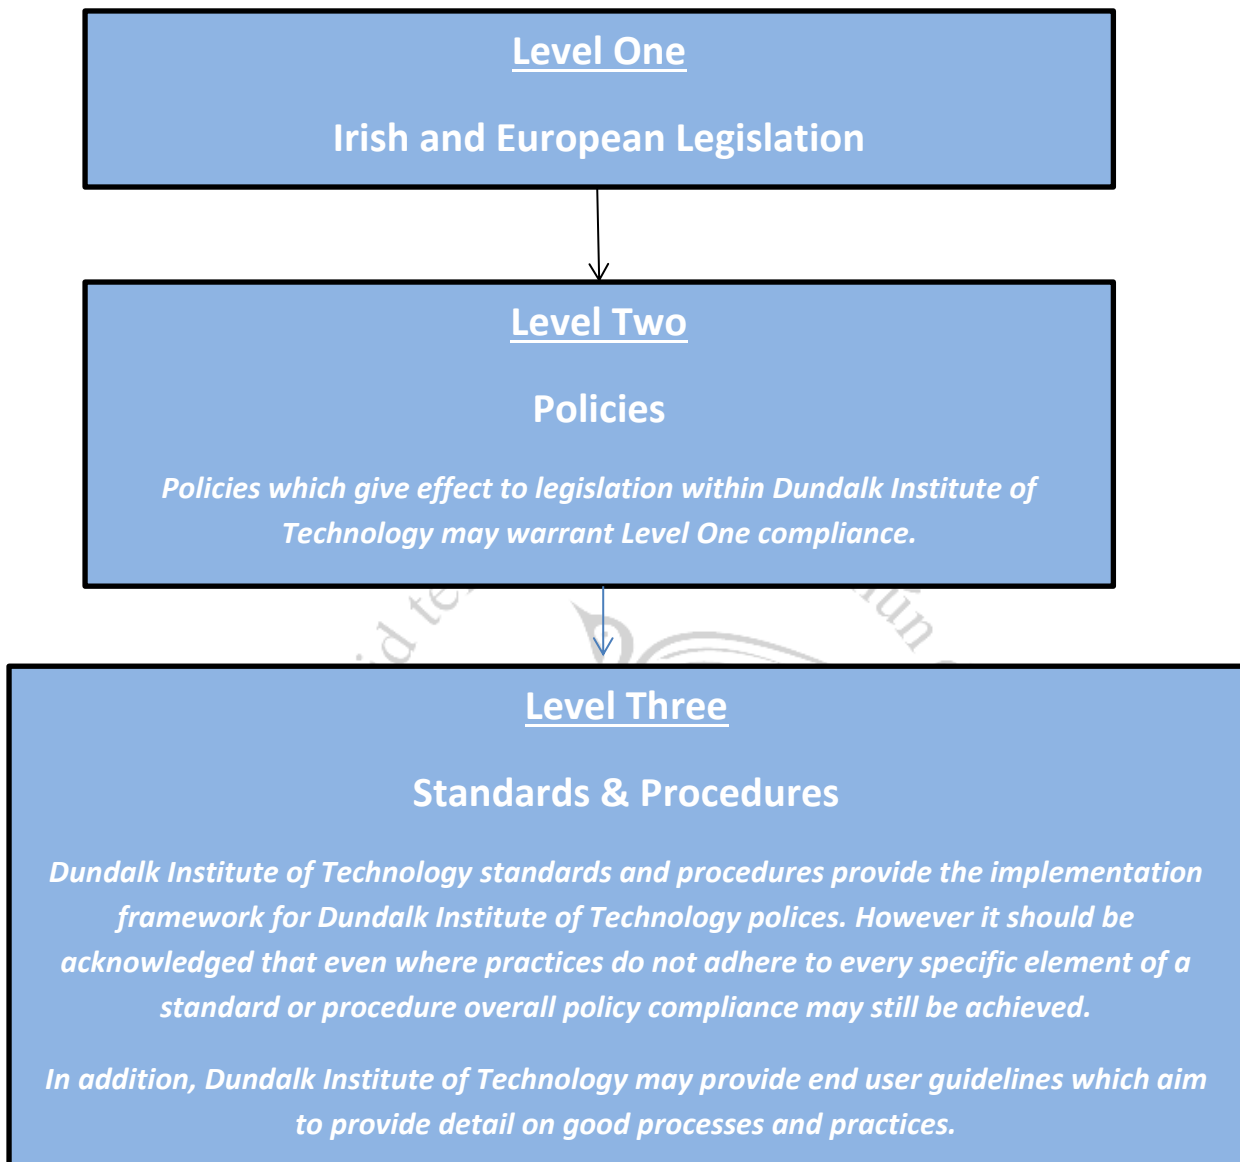 Level One
Irish and European Legislation
Level Two
Policies
Policies which give effect to legislation within Dundalk Institute of
Technology may warrant Level One compliance.
Level Three
Standards & Procedures
Dundalk Institute of Technology standards and procedures provide the implementation
framework for Dundalk Institute of Technology polices. However it should be
acknowledged that even where practices do not adhere to every specific element of a
standard or procedure overall policy compliance may still be achieved.
In addition, Dundalk Institute of Technology may provide end user guidelines which aim
to provide detail on good processes and practices.